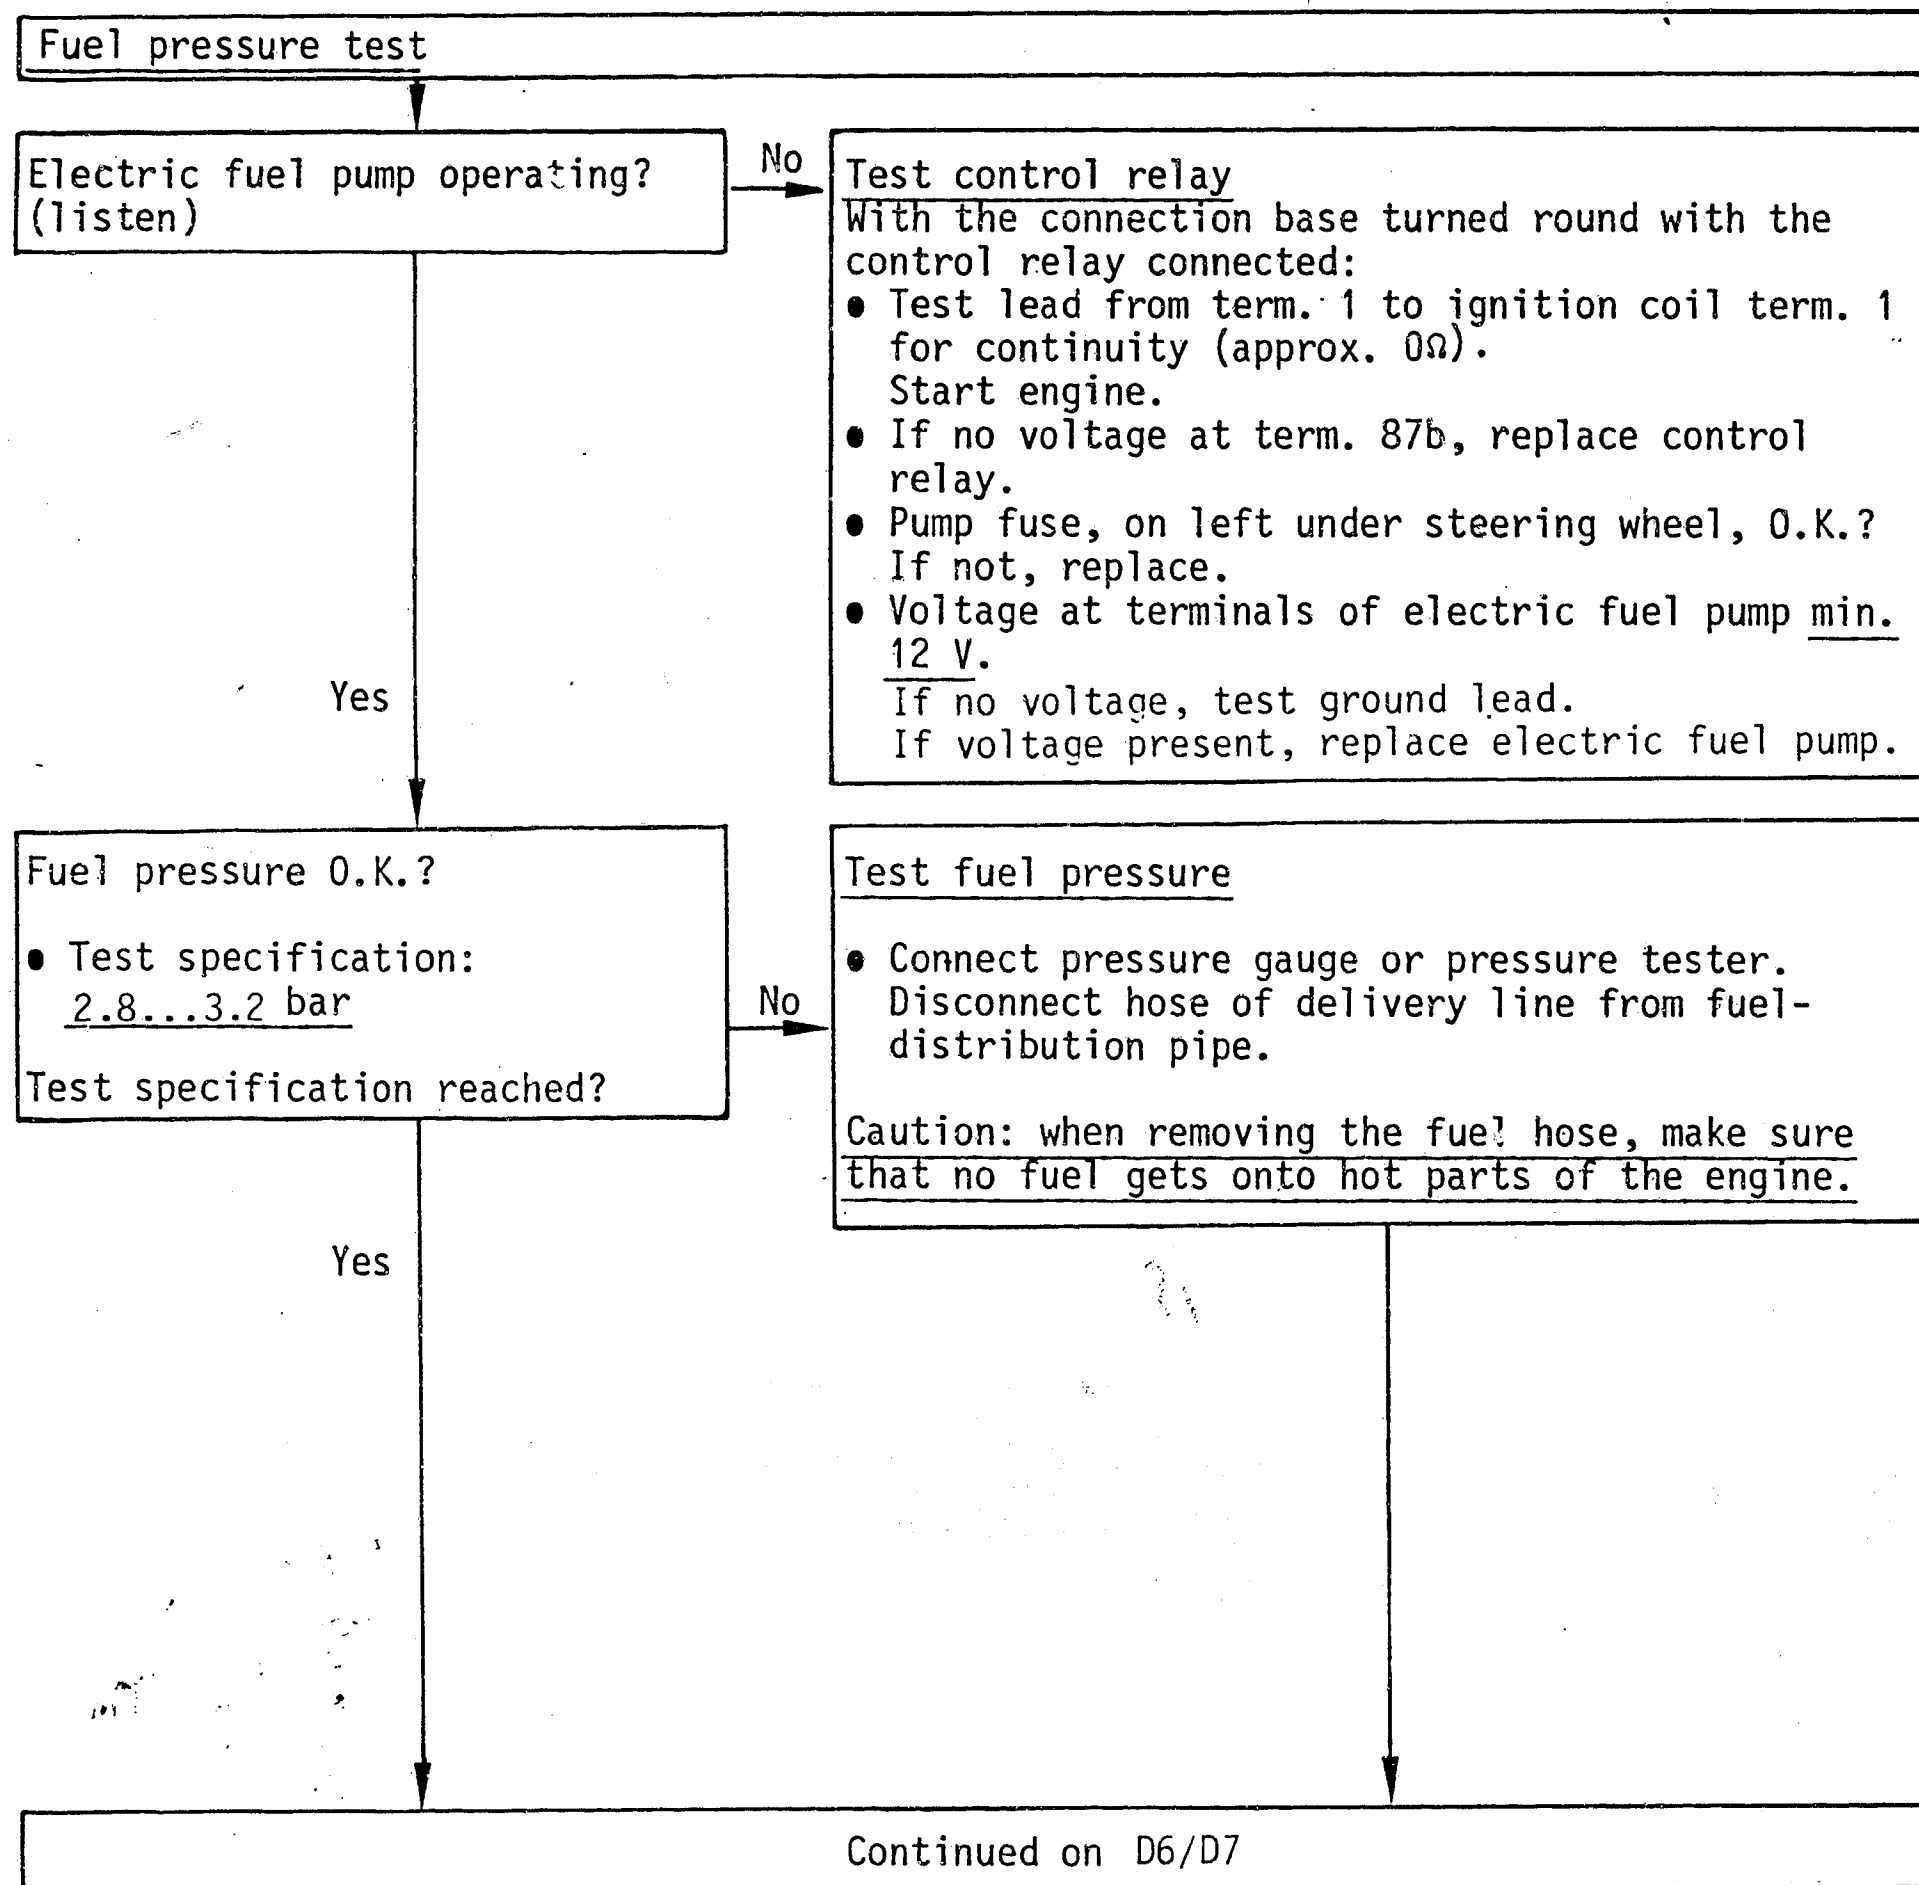 Fuel pressure test
Electric fuel pump operating?
(listen)
No
Test control relay
With the connection base turned round with the
control relay connected:
● Test lead from term. 1 to ignition coil term. 1
for continuity (approx. 0Ω).
Start engine.
● If no voltage at term. 87b, replace control
relay.
● Pump fuse, on left under steering wheel, O.K.?
If not, replace.
● Voltage at terminals of electric fuel pump min.
12 V.
If no voltage, test ground lead.
If voltage present, replace electric fuel pump.
Yes
Fuel pressure O.K.?
● Test specification:
2.8...3.2 bar
Test specification reached?
No
Test fuel pressure
● Connect pressure gauge or pressure tester.
Disconnect hose of delivery line from fuel-
distribution pipe.
Caution: when removing the fuel hose, make sure
that no fuel gets onto hot parts of the engine.
Yes
Continued on D6/D7